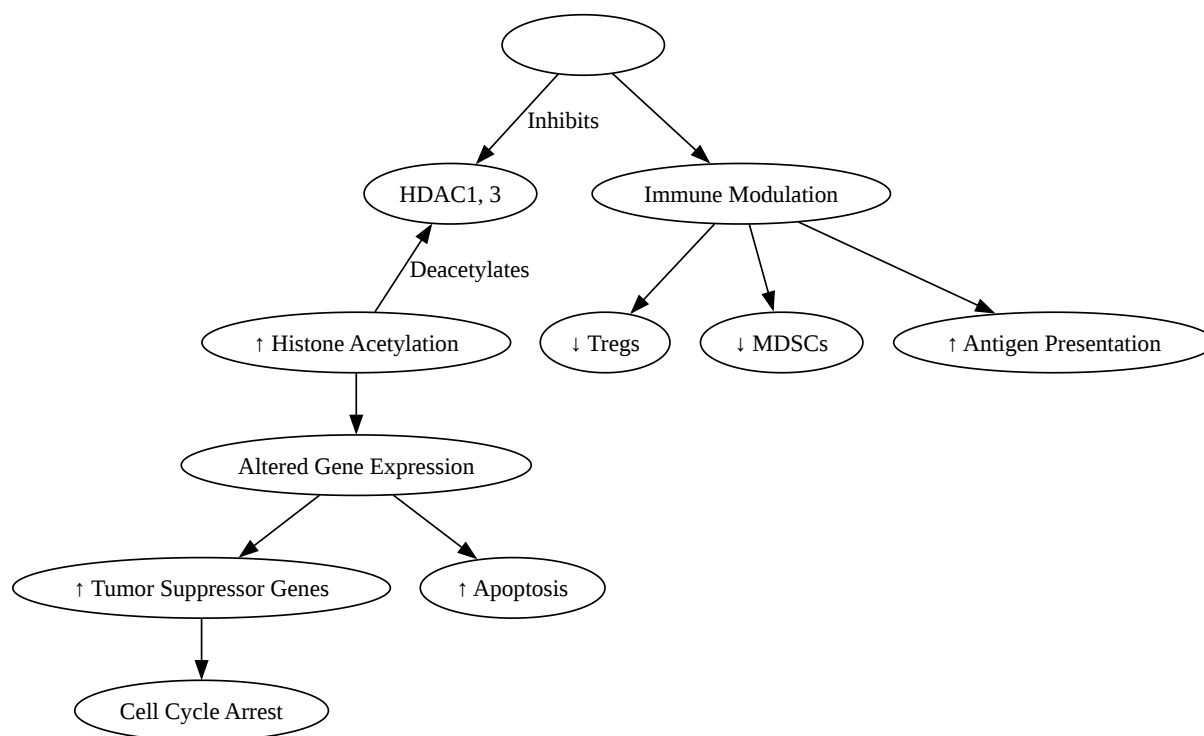 Inhibits
HDAC1, 3
Immune Modulation
Deacetylates
↑ Histone Acetylation
↓ Tregs
↓ MDSCs
↑ Antigen Presentation
Altered Gene Expression
↑ Tumor Suppressor Genes
↑ Apoptosis
Cell Cycle Arrest